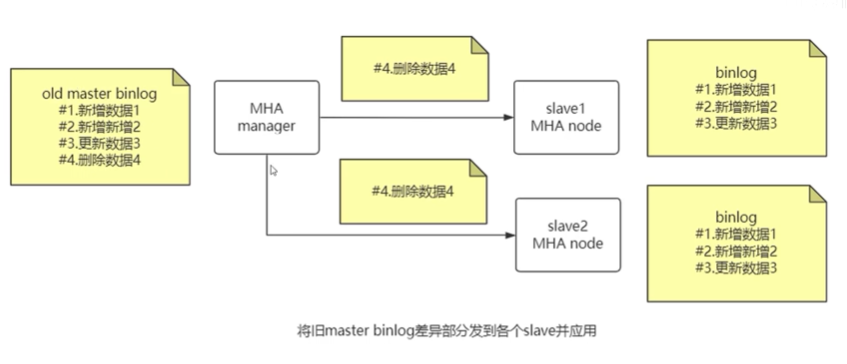 old master binlog
#1.新增数据1
#2.新增新增2
#3.更新数据3
#4.删除数据4
MHA
manager
#4.删除数据4
slave1
MHA node
binlog
#1.新增数据1
#2.新增新增2
#3.更新数据3
#4.删除数据4
slave2
MHA node
binlog
#1.新增数据1
#2.新增新增2
#3.更新数据3
将旧master binlog差异部分发到各个slave并应用